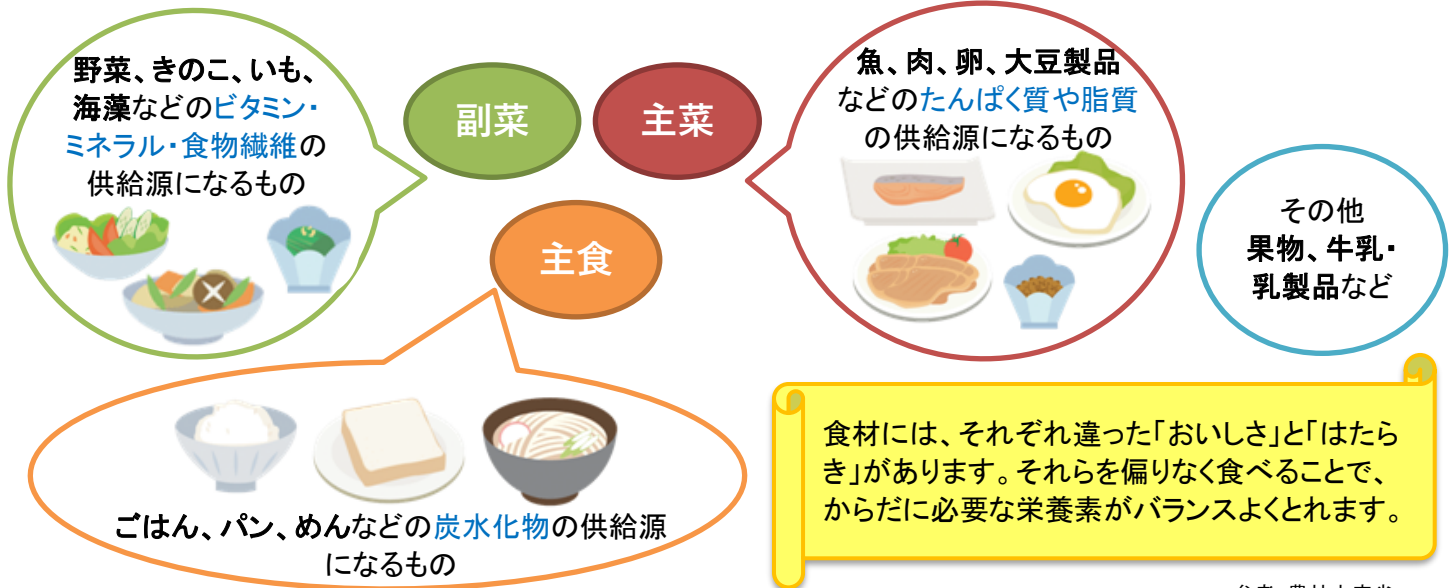 野菜、きのこ、いも、
海藻などのビタミン・
ミネラル・食物繊維の
供給源になるもの
副菜
主菜
魚、肉、卵、大豆製品
などのたんぱく質や脂質
の供給源になるもの
主食
その他
果物、牛乳・
乳製品など
ごはん、パン、めんなどの炭水化物の供給源
になるもの
食材には、それぞれ違った「おいしさ」と「はたら
き」があります。それらを偏りなく食べることで、
からだに必要な栄養素がバランスよくとれます。